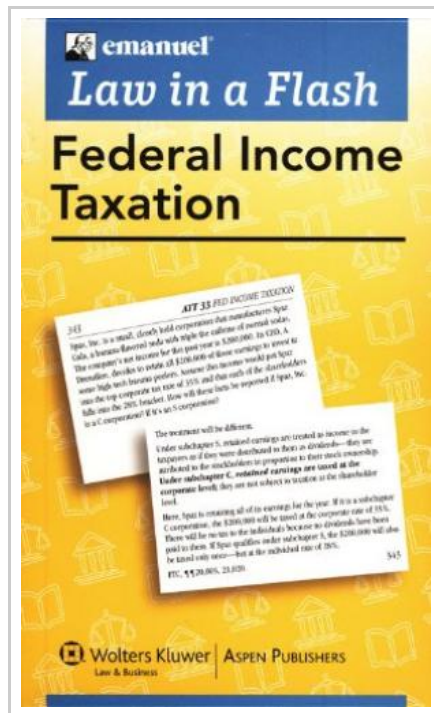 emanuel®
Law in a Flash
Federal Income
Taxation
343
ATT 33 FED INCOME TAXATION
Spaz, Inc. is a small, closely held corporation that manufactures Spaz
Cola, a banana-flavored soda with triple the caffeine of normal sodas.
The company's net income for this past year is $200,000. Its CEO, A.
decides to retain all $200,000 of those earnings to invest in
some high tech banana peelers. Assume this income would put Spaz
into the top corporate tax rate of 35% and that each of the shareholders
falls into the 28% bracket. How will these facts be reported if Spaz, Inc.
is a C corporation? If it's an S corporation?
The treatment will be different.
Under subchapter S, retained earnings are treated as income to the
taxpayers as if they were distributed to them as dividends—they are
attributed to the stockholders in proportion to their stock ownership.
Under subchapter C, retained earnings are taxed at the
corporate level; they are not subject to taxation at the shareholder
level.
Here, Spaz is retaining all of its earnings for the year. If it is a subchapter
C corporation, the $200,000 will be taxed at the corporate rate of 35%.
There will be no tax to the individuals because no dividends have been
paid to them. If Spaz qualifies under subchapter S, the $200,000 will also
be taxed only once—but at the individual rate of 28%.
343
Wolters Kluwer
Law & Business
ASPEN PUBLISHERS